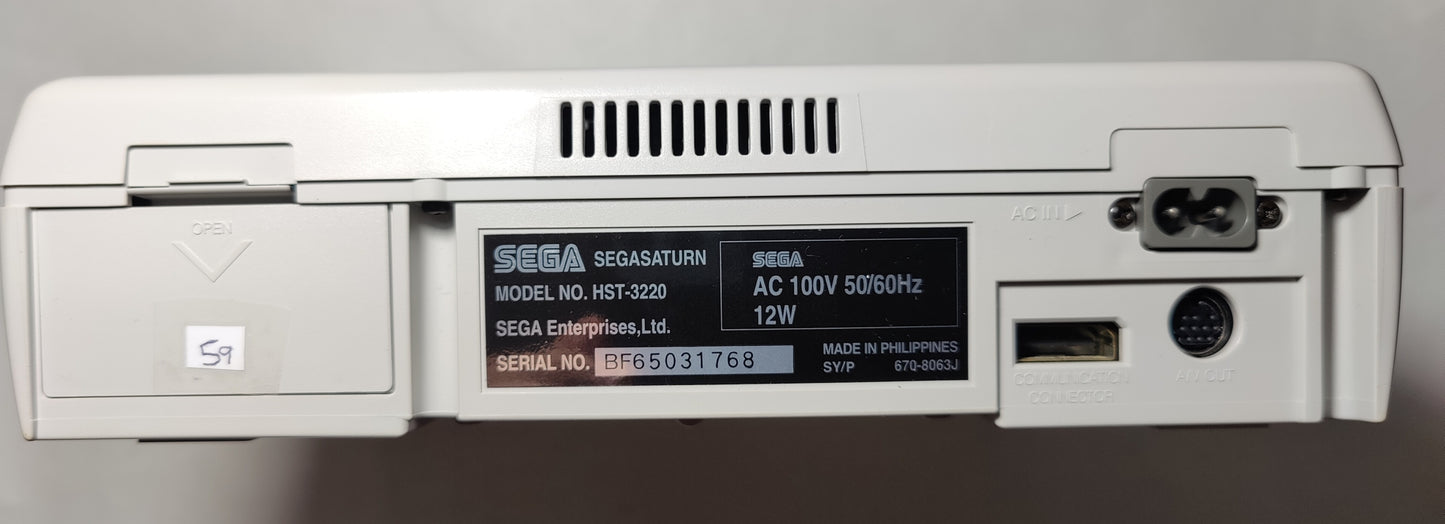 OPEN
59
SEGA SEGASATURN
MODEL NO. HST-3220
SEGA Enterprises,Ltd.
SERIAL NO. BF65031768
SEGA
AC 100V 50/60Hz
12W
MADE IN PHILIPPINES
SY/P 670-8063J
AC IN
COMMUNICATION
CONNECTOR
A/V OUT